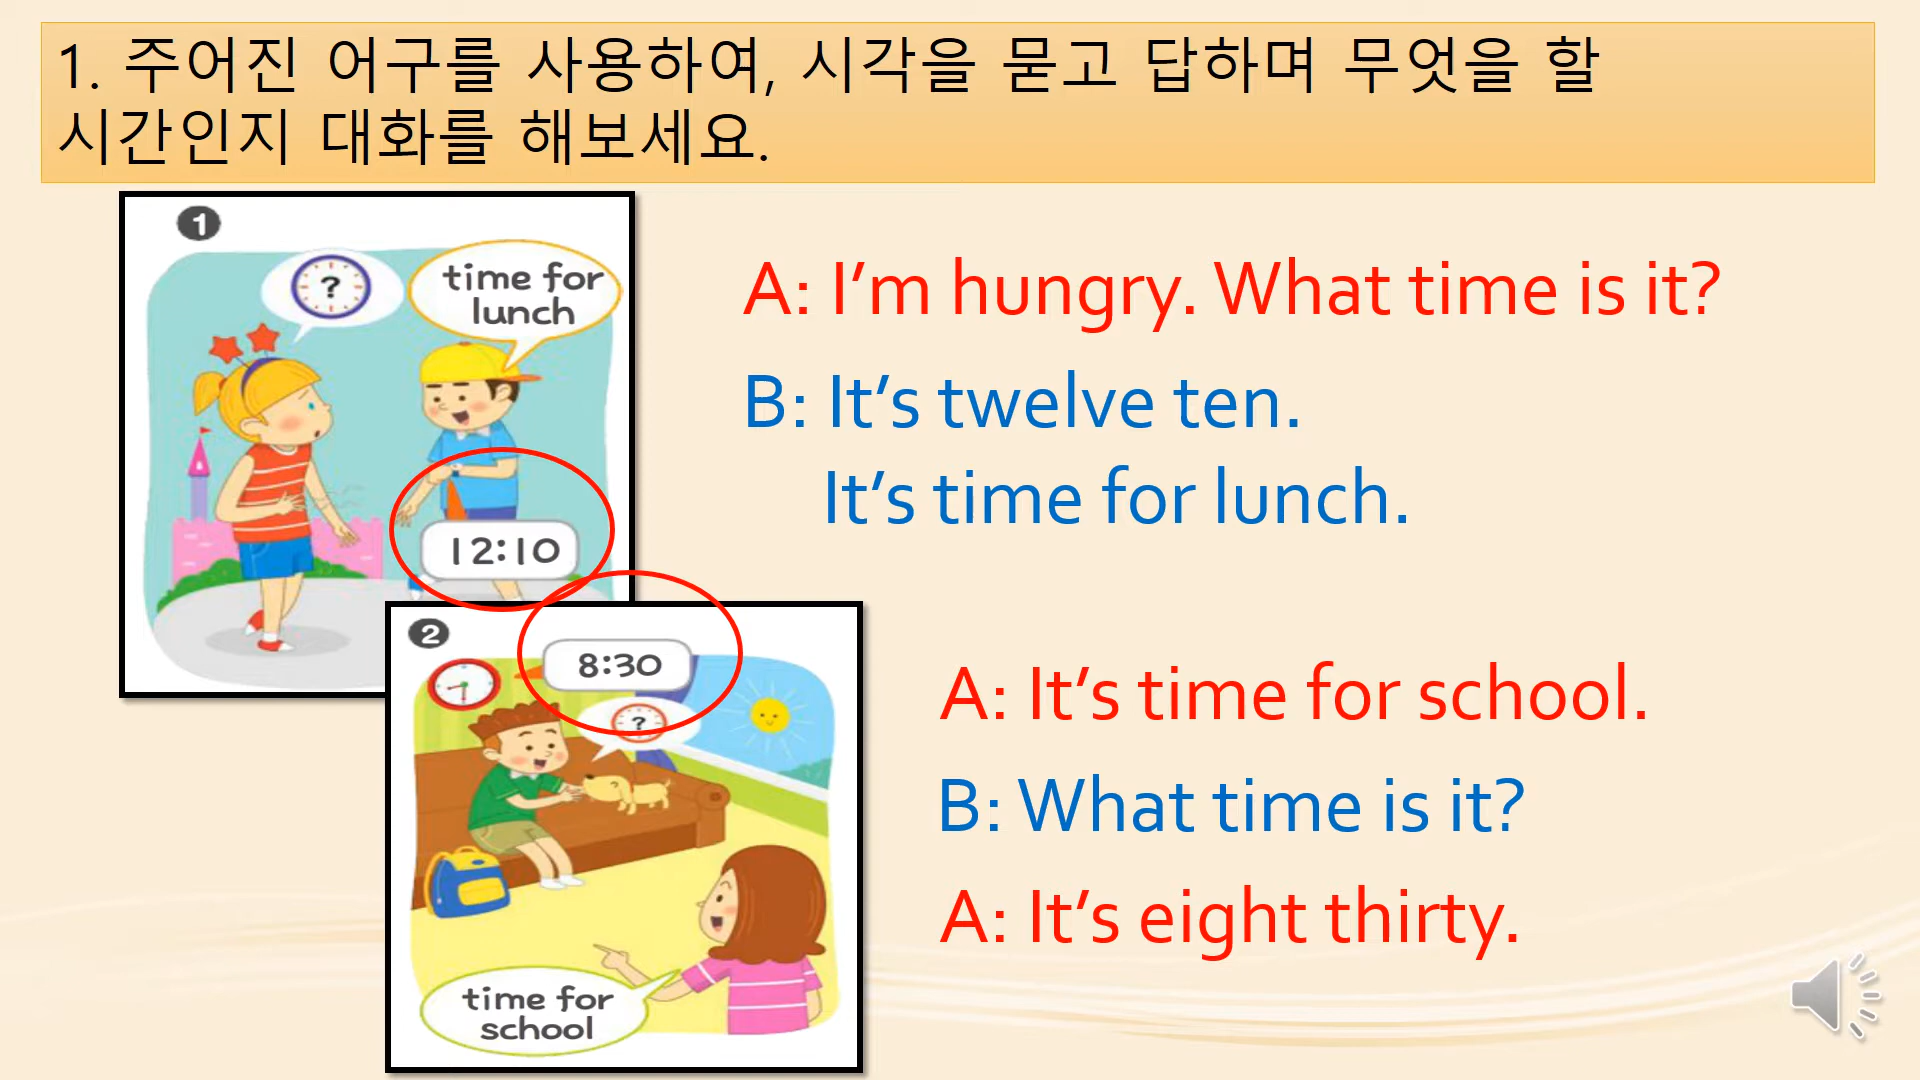 1. 주어진 어구를 사용하여, 시각을 묻고 답하며 무엇을 할
시간인지 대화를 해보세요.
1
?
time for
lunch
12:10
A: I’m hungry. What time is it?
B: It’s twelve ten.
It’s time for lunch.
2
8:30
?
time for
school
A: It’s time for school.
B: What time is it?
A: It’s eight thirty.